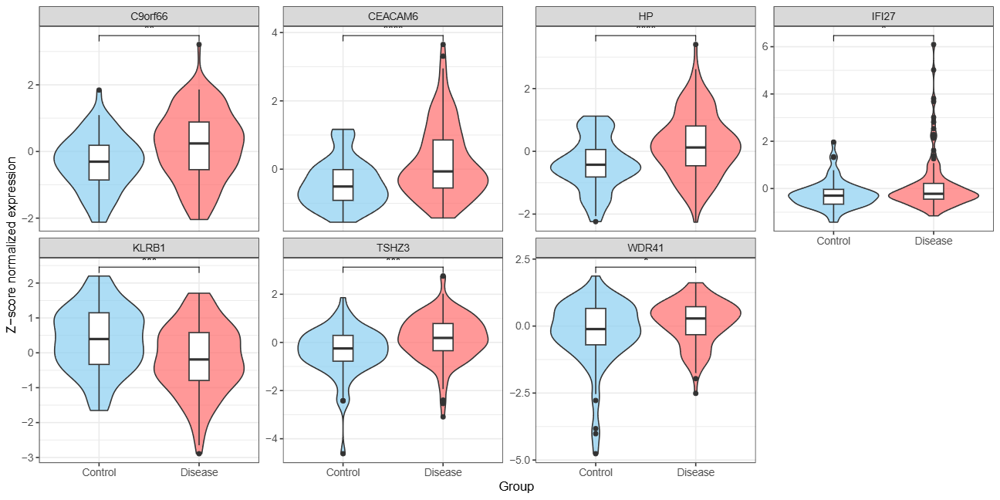 C9orf66 CEACAM6 HP IFI27
** **** **** *
2 0 −2
4 2 0
2 0 −2
6 4 2 0
Control Disease
Z−score normalized expression
KLRB1 TSHZ3 WDR41
*** *** *
2 1 0 −1 −2 −3
2 0 −2 −4
2.5 0.0 −2.5 −5.0
Control Disease Control Disease Control Disease
Group